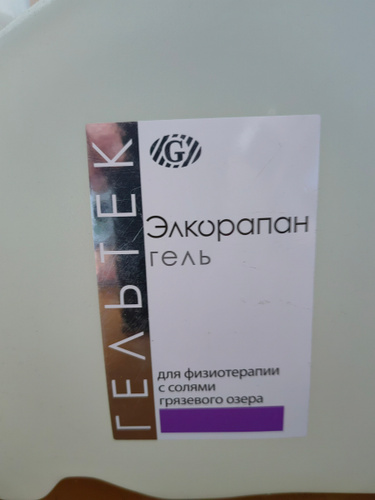 ГЕЛЬТЕК
G
Элкорапан
гель
для физиотерапии
с солями
грязевого озера